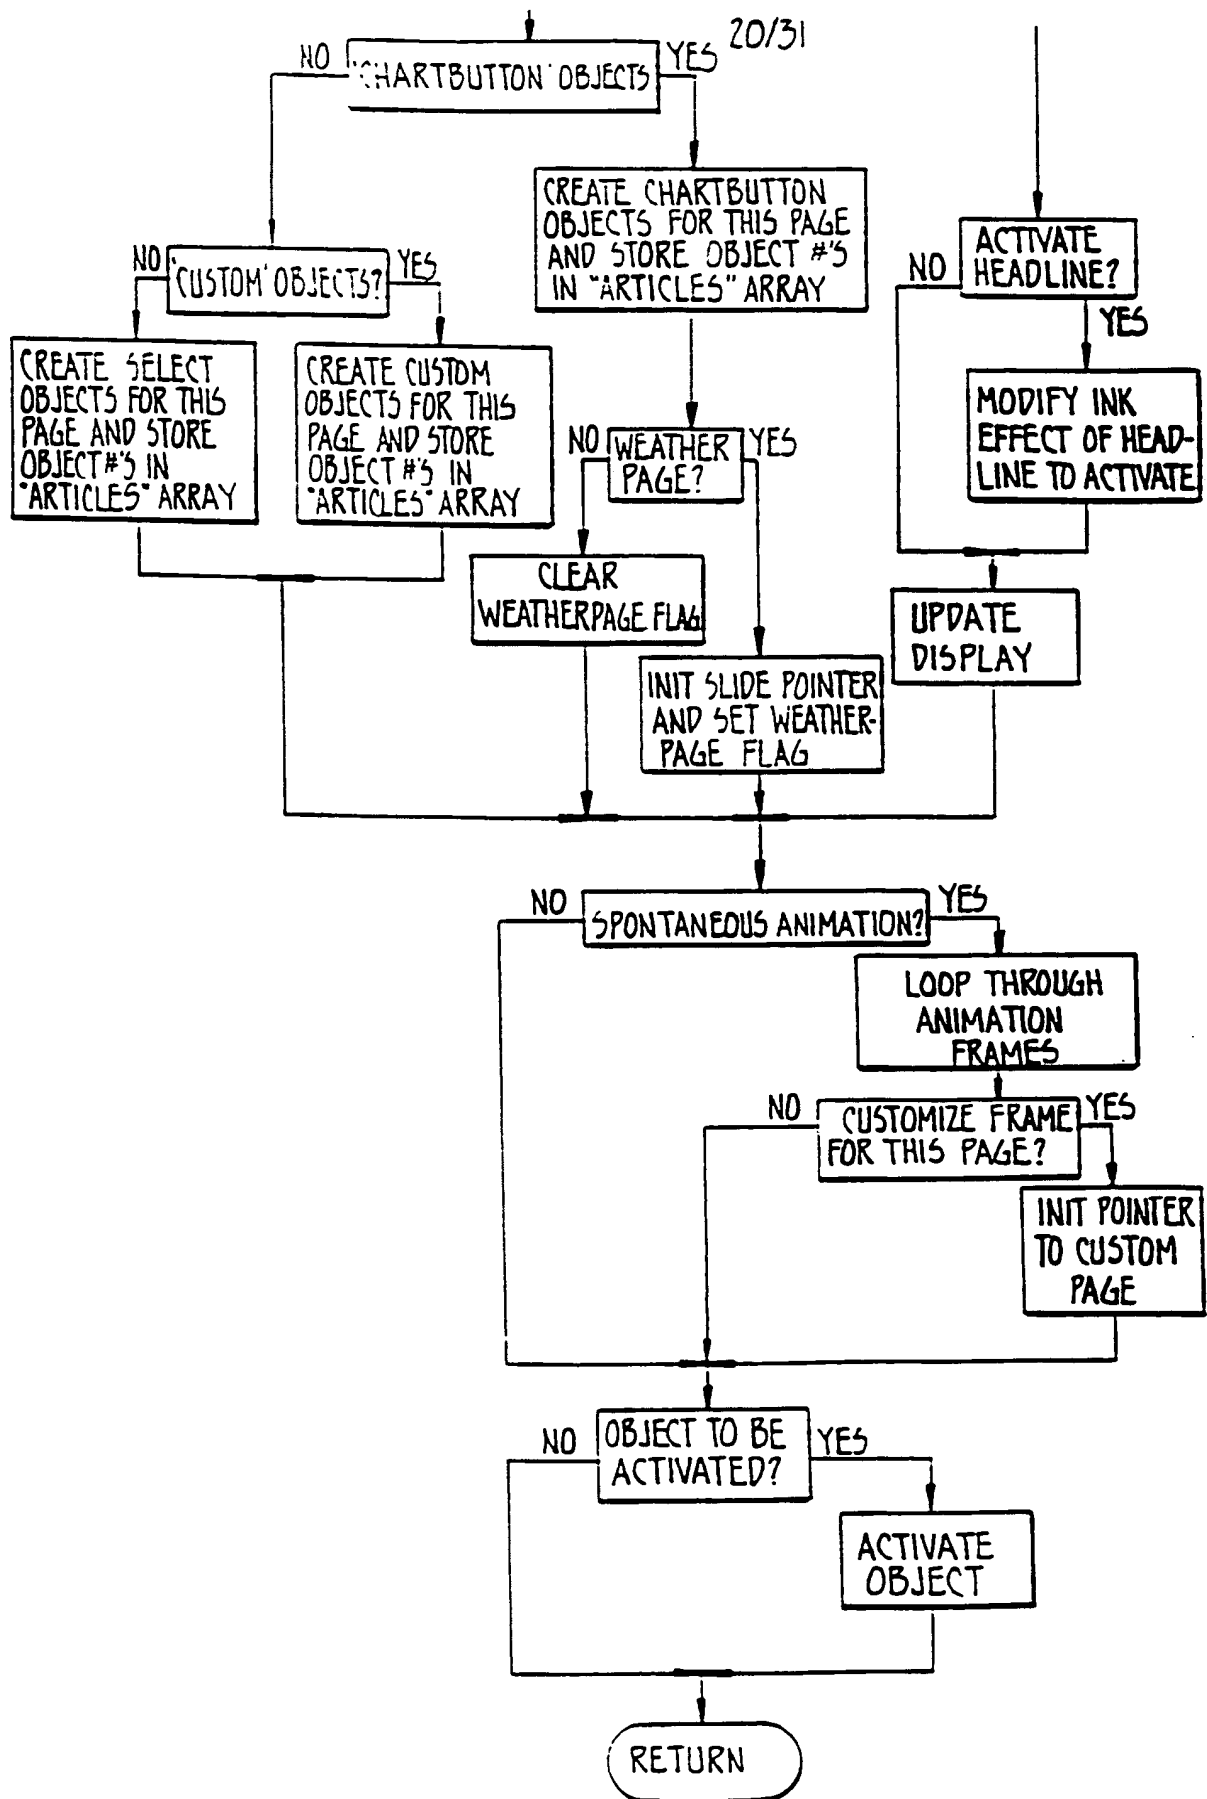 20/31
NO
YES
'CHARTBUTTON' OBJECTS
CREATE CHARTBUTTON
OBJECTS FOR THIS PAGE
AND STORE OBJECT #'S
IN "ARTICLES" ARRAY
ACTIVATE
HEADLINE?
NO
YES
NO
'CUSTOM' OBJECTS?
YES
CREATE SELECT
OBJECTS FOR THIS
PAGE AND STORE
OBJECT #'S IN
"ARTICLES" ARRAY
CREATE CUSTOM
OBJECTS FOR THIS
PAGE AND STORE
OBJECT #'S IN
"ARTICLES" ARRAY
MODIFY INK
EFFECT OF HEAD-
LINE TO ACTIVATE
NO
WEATHER
PAGE?
YES
CLEAR
WEATHERPAGE FLAG
UPDATE
DISPLAY
INIT SLIDE POINTER
AND SET WEATHER-
PAGE FLAG
NO
SPONTANEOUS ANIMATION?
YES
LOOP THROUGH
ANIMATION
FRAMES
NO
CUSTOMIZE FRAME
FOR THIS PAGE?
YES
INIT POINTER
TO CUSTOM
PAGE
NO
OBJECT TO BE
ACTIVATED?
YES
ACTIVATE
OBJECT
RETURN